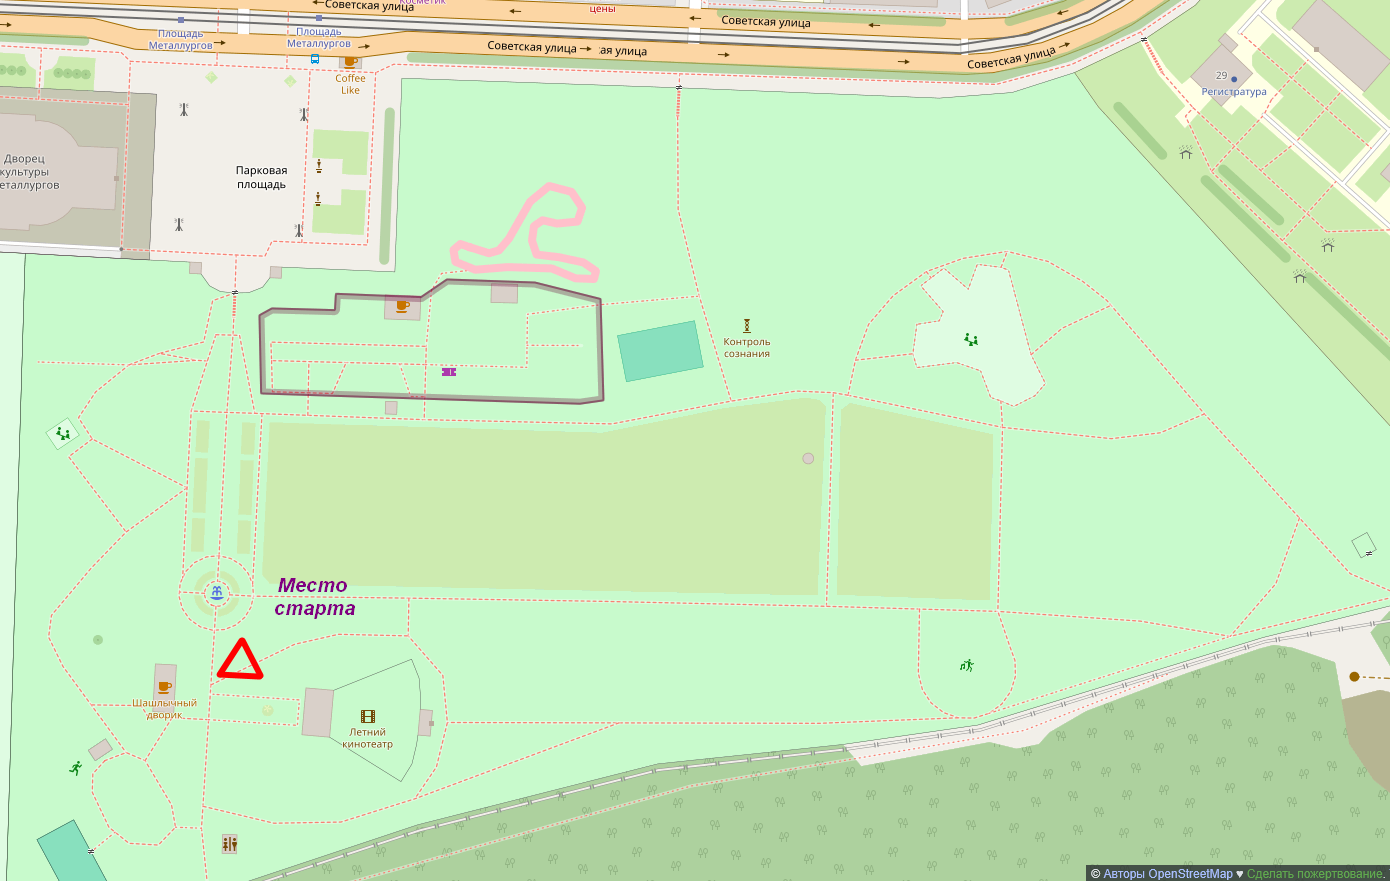 Советская улица
Косметик
цены
Советская улица
Площадь
Металлургов
Площадь
Металлургов
Советская улица
ая улица
Советская улица
Coffee
Like
29
Регистратура
Дворец
культуры
еталлургов
Парковая
площадь
Контроль
сознания
Место
старта
Шашлычный
дворик
Летний
кинотеатр
© Авторы OpenStreetMap ♥ Сделать пожертвование.